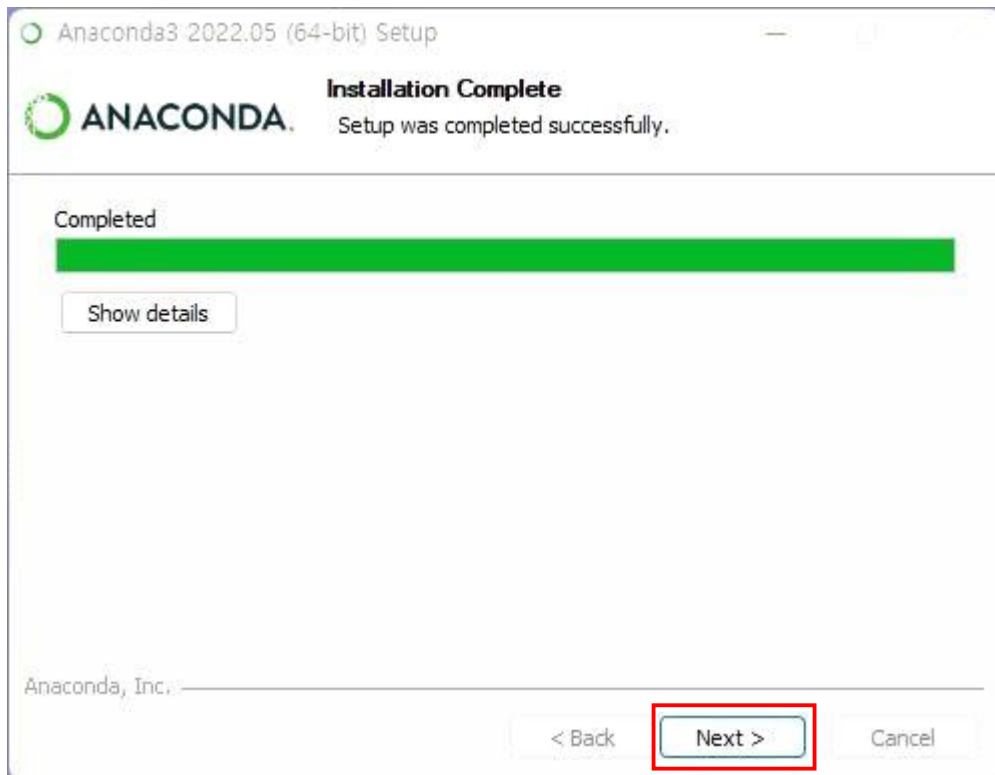 Anaconda3 2022.05 (64-bit) Setup
ANACONDA.
Installation Complete
Setup was completed successfully.
Completed
Show details
Anaconda, Inc.
< Back
Next >
Cancel